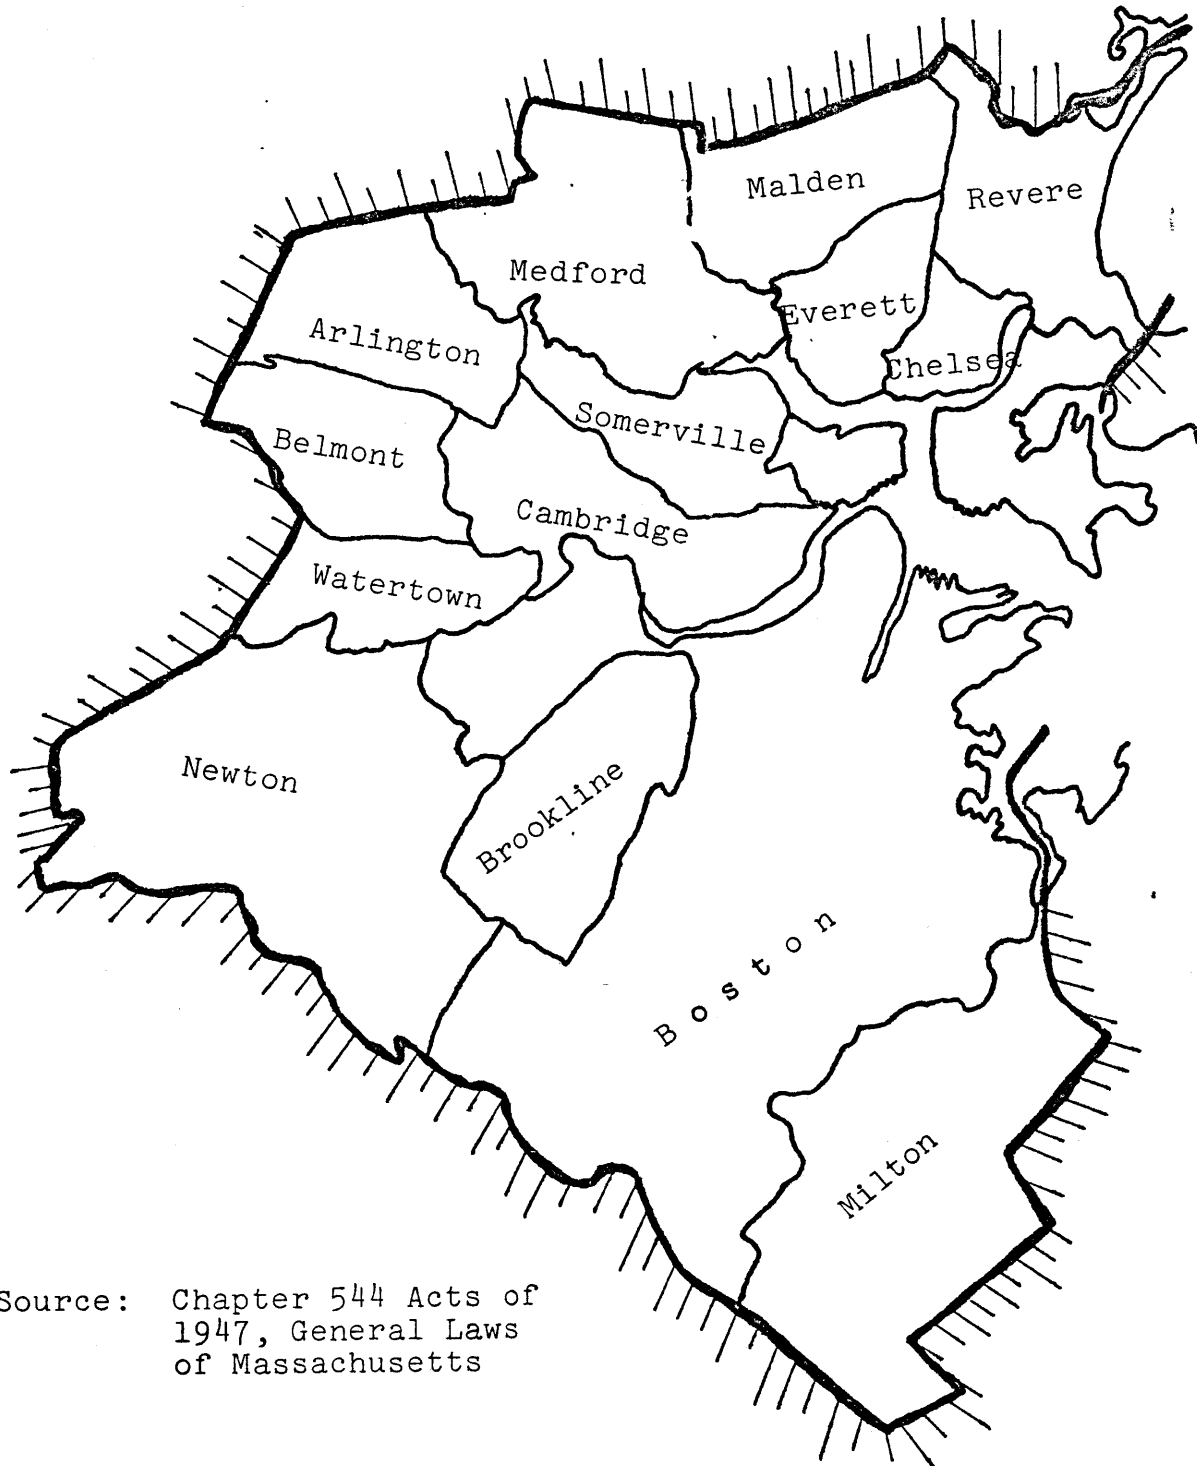 Malden
Revere
Medford
Everett
Arlington
Chelsea
Somerville
Belmont
Cambridge
Watertown
Newton
Brookline
Boston
Milton
Source: Chapter 544 Acts of
1947, General Laws
of Massachusetts